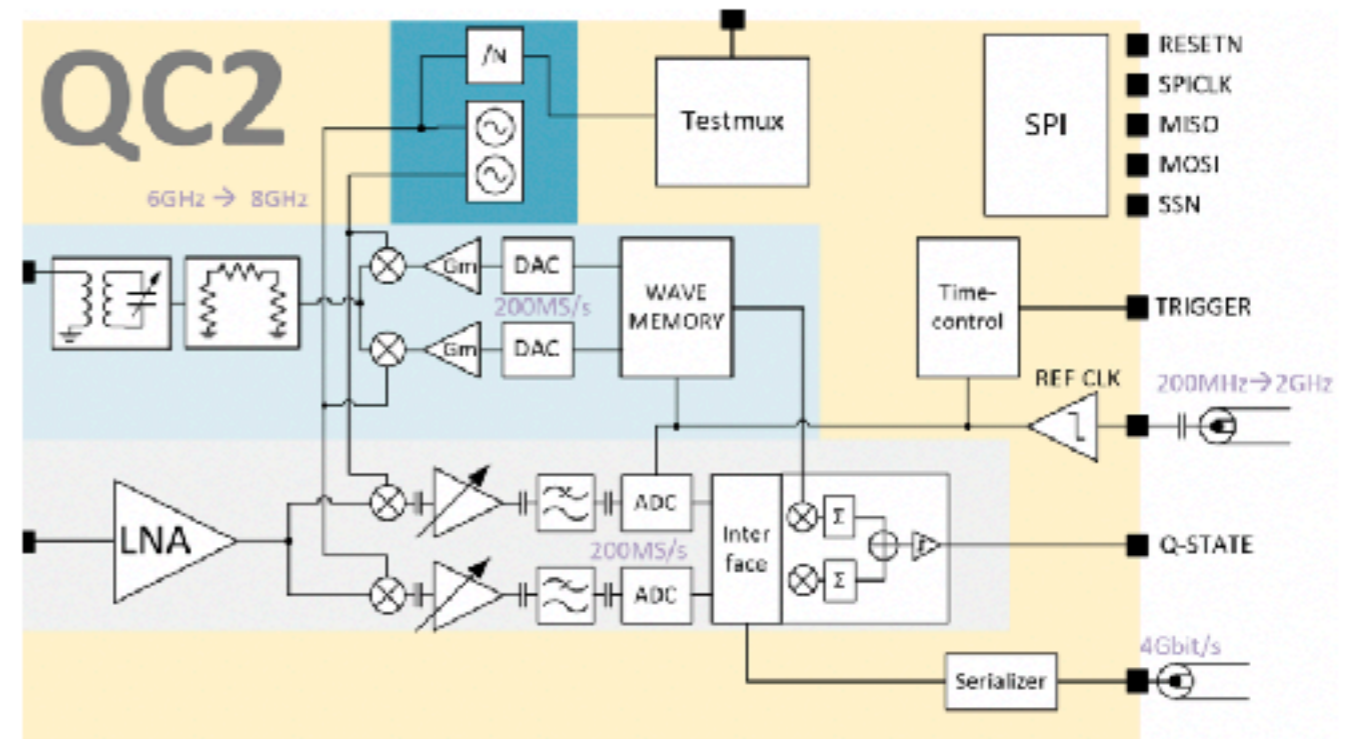 QC2
/N
Testmux
SPI
RESETN
SPICLK
MISO
MOSI
SSN
6GHz → 8GHz
Gm
DAC
200MS/s
WAVE
MEMORY
Time-
control
TRIGGER
Gm
DAC
REF CLK
200MHz→2GHz
LNA
ADC
Inter
face
Σ
200MS/s
Q-STATE
ADC
Σ
4Gbit/s
Serializer